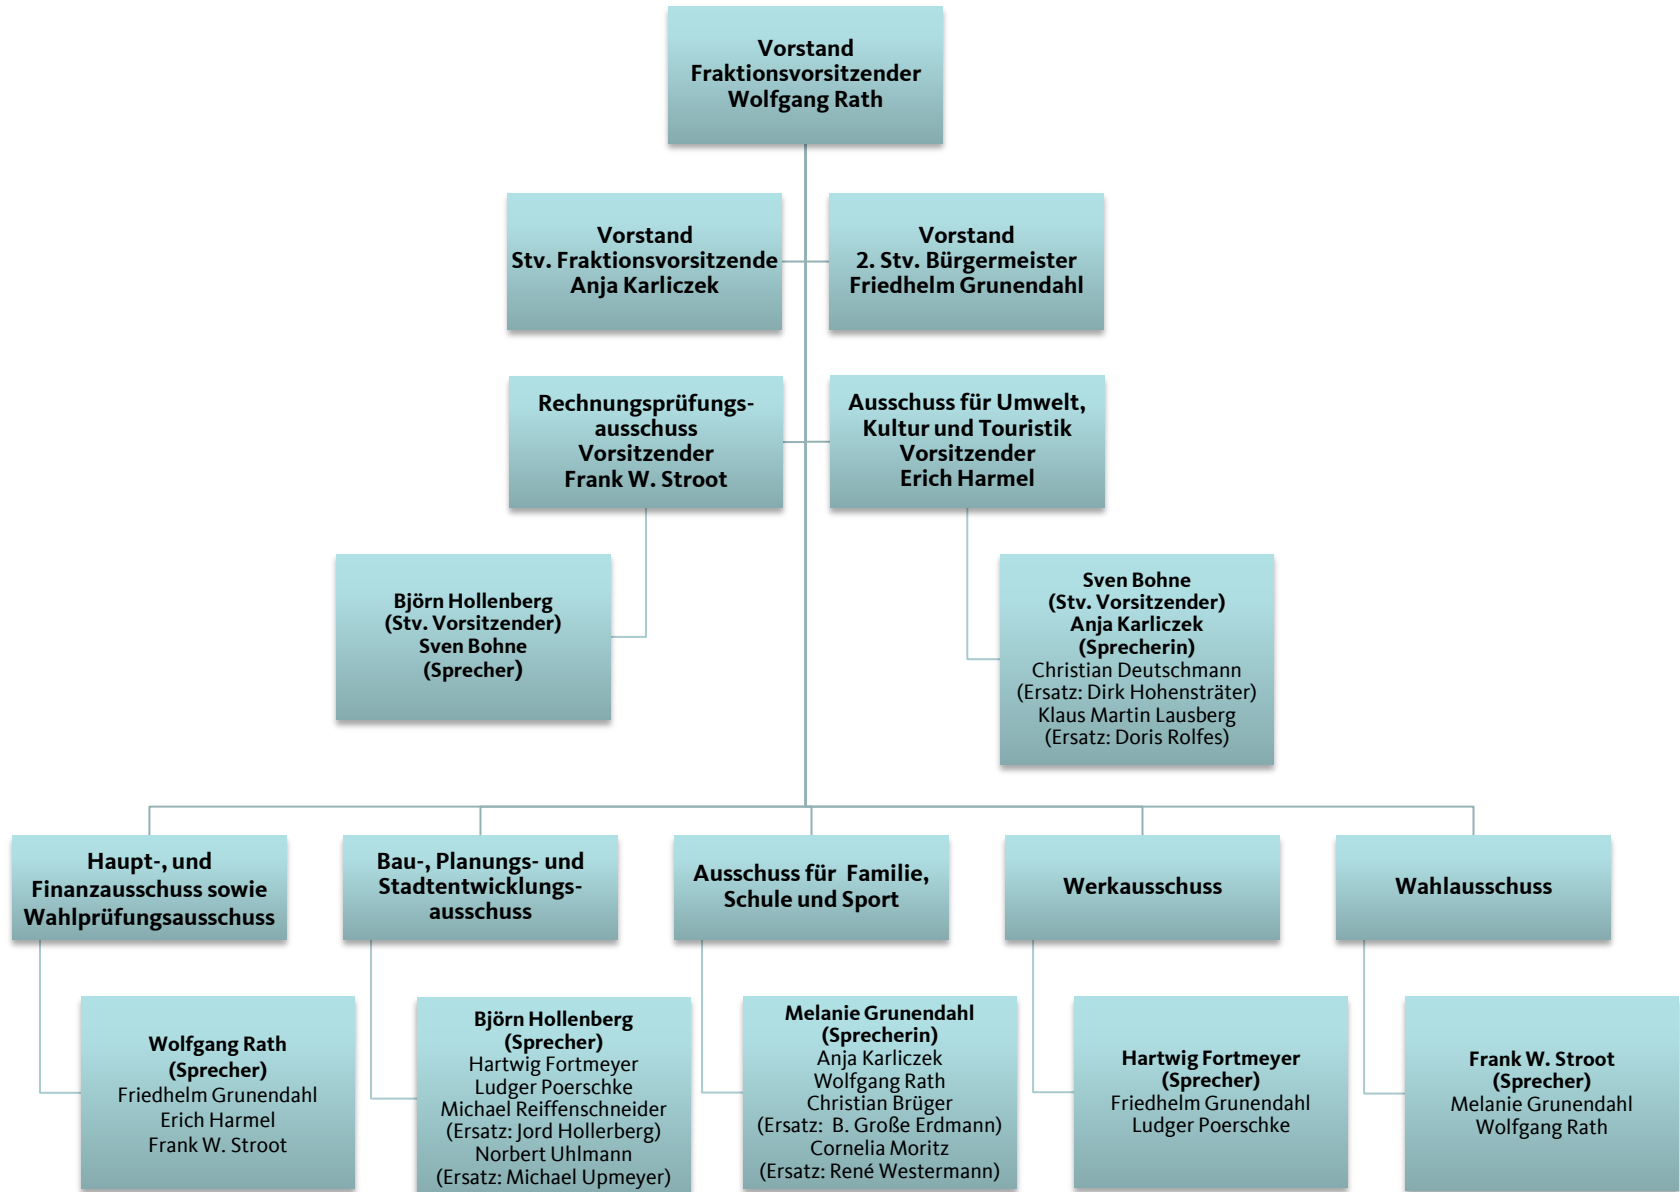 Vorstand
Fraktionsvorsitzender
Wolfgang Rath
Vorstand
Stv. Fraktionsvorsitzende
Anja Karliczek
Vorstand
2. Stv. Bürgermeister
Friedhelm Grunendahl
Rechnungsprüfungs-
ausschuss
Vorsitzender
Frank W. Stroot
Ausschuss für Umwelt,
Kultur und Touristik
Vorsitzender
Erich Harmel
Björn Hollenberg
(Stv. Vorsitzender)
Sven Bohne
(Sprecher)
Sven Bohne
(Stv. Vorsitzender)
Anja Karliczek
(Sprecherin)
Christian Deutschmann
(Ersatz: Dirk Hohensträter)
Klaus Martin Lausberg
(Ersatz: Doris Rolfes)
Haupt-, und
Finanzausschuss sowie
Wahlprüfungsausschuss
Bau-, Planungs- und
Stadtentwicklungs-
ausschuss
Ausschuss für  Familie,
Schule und Sport
Werkausschuss
Wahlausschuss
Wolfgang Rath
(Sprecher)
Friedhelm Grunendahl
Erich Harmel
Frank W. Stroot
Björn Hollenberg
(Sprecher)
Hartwig Fortmeyer
Ludger Poerschke
Michael Reiffenschneider
(Ersatz: Jord Hollerberg)
Norbert Uhlmann
(Ersatz: Michael Upmeyer)
Melanie Grunendahl
(Sprecherin)
Anja Karliczek
Wolfgang Rath
Christian Brüger
(Ersatz:  B. Große Erdmann)
Cornelia Moritz
(Ersatz: René Westermann)
Hartwig Fortmeyer
(Sprecher)
Friedhelm Grunendahl
Ludger Poerschke
Frank W. Stroot
(Sprecher)
Melanie Grunendahl
Wolfgang Rath